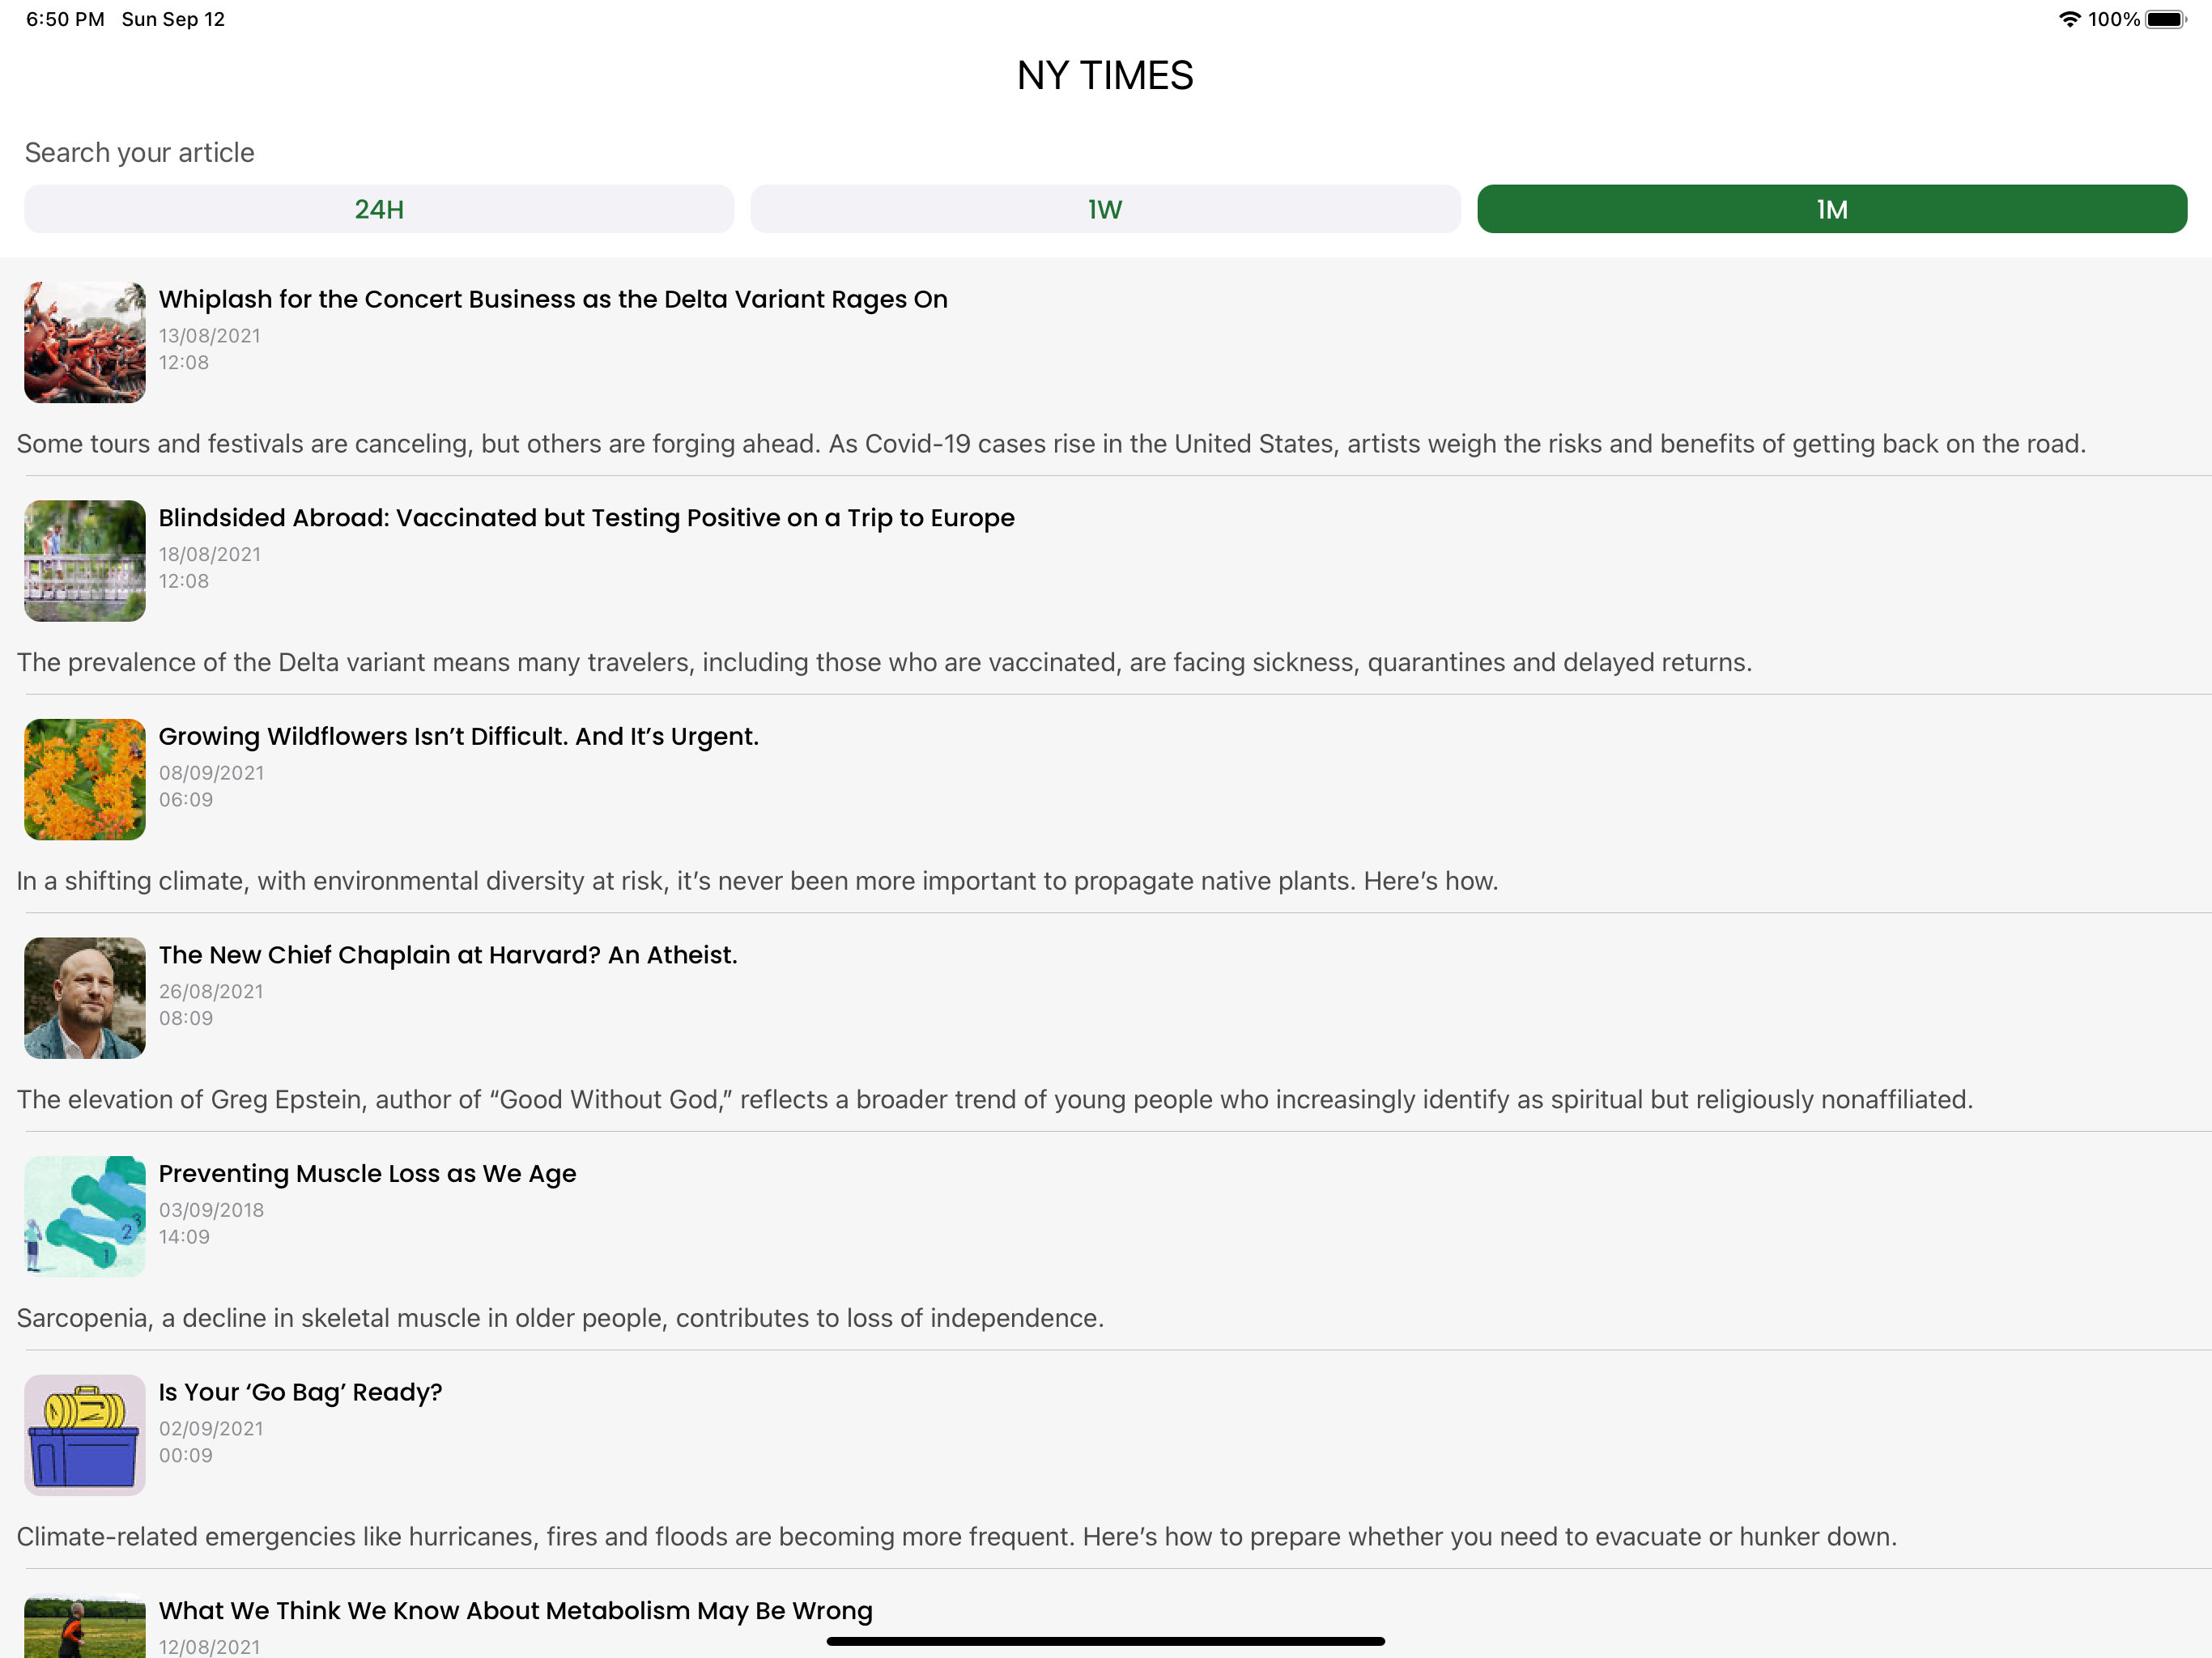 6:50 PM Sun Sep 12 100%
NY TIMES
Search your article
24H 1W 1M
Whiplash for the Concert Business as the Delta Variant Rages On
13/08/2021
12:08
Some tours and festivals are canceling, but others are forging ahead. As Covid-19 cases rise in the United States, artists weigh the risks and benefits of getting back on the road.
Blindsided Abroad: Vaccinated but Testing Positive on a Trip to Europe
18/08/2021
12:08
The prevalence of the Delta variant means many travelers, including those who are vaccinated, are facing sickness, quarantines and delayed returns.
Growing Wildflowers Isn’t Difficult. And It’s Urgent.
08/09/2021
06:09
In a shifting climate, with environmental diversity at risk, it’s never been more important to propagate native plants. Here’s how.
The New Chief Chaplain at Harvard? An Atheist.
26/08/2021
08:09
The elevation of Greg Epstein, author of “Good Without God,” reflects a broader trend of young people who increasingly identify as spiritual but religiously nonaffiliated.
Preventing Muscle Loss as We Age
03/09/2018
14:09
3
2
1
Sarcopenia, a decline in skeletal muscle in older people, contributes to loss of independence.
Is Your ‘Go Bag’ Ready?
02/09/2021
00:09
Climate-related emergencies like hurricanes, fires and floods are becoming more frequent. Here’s how to prepare whether you need to evacuate or hunker down.
What We Think We Know About Metabolism May Be Wrong
12/08/2021